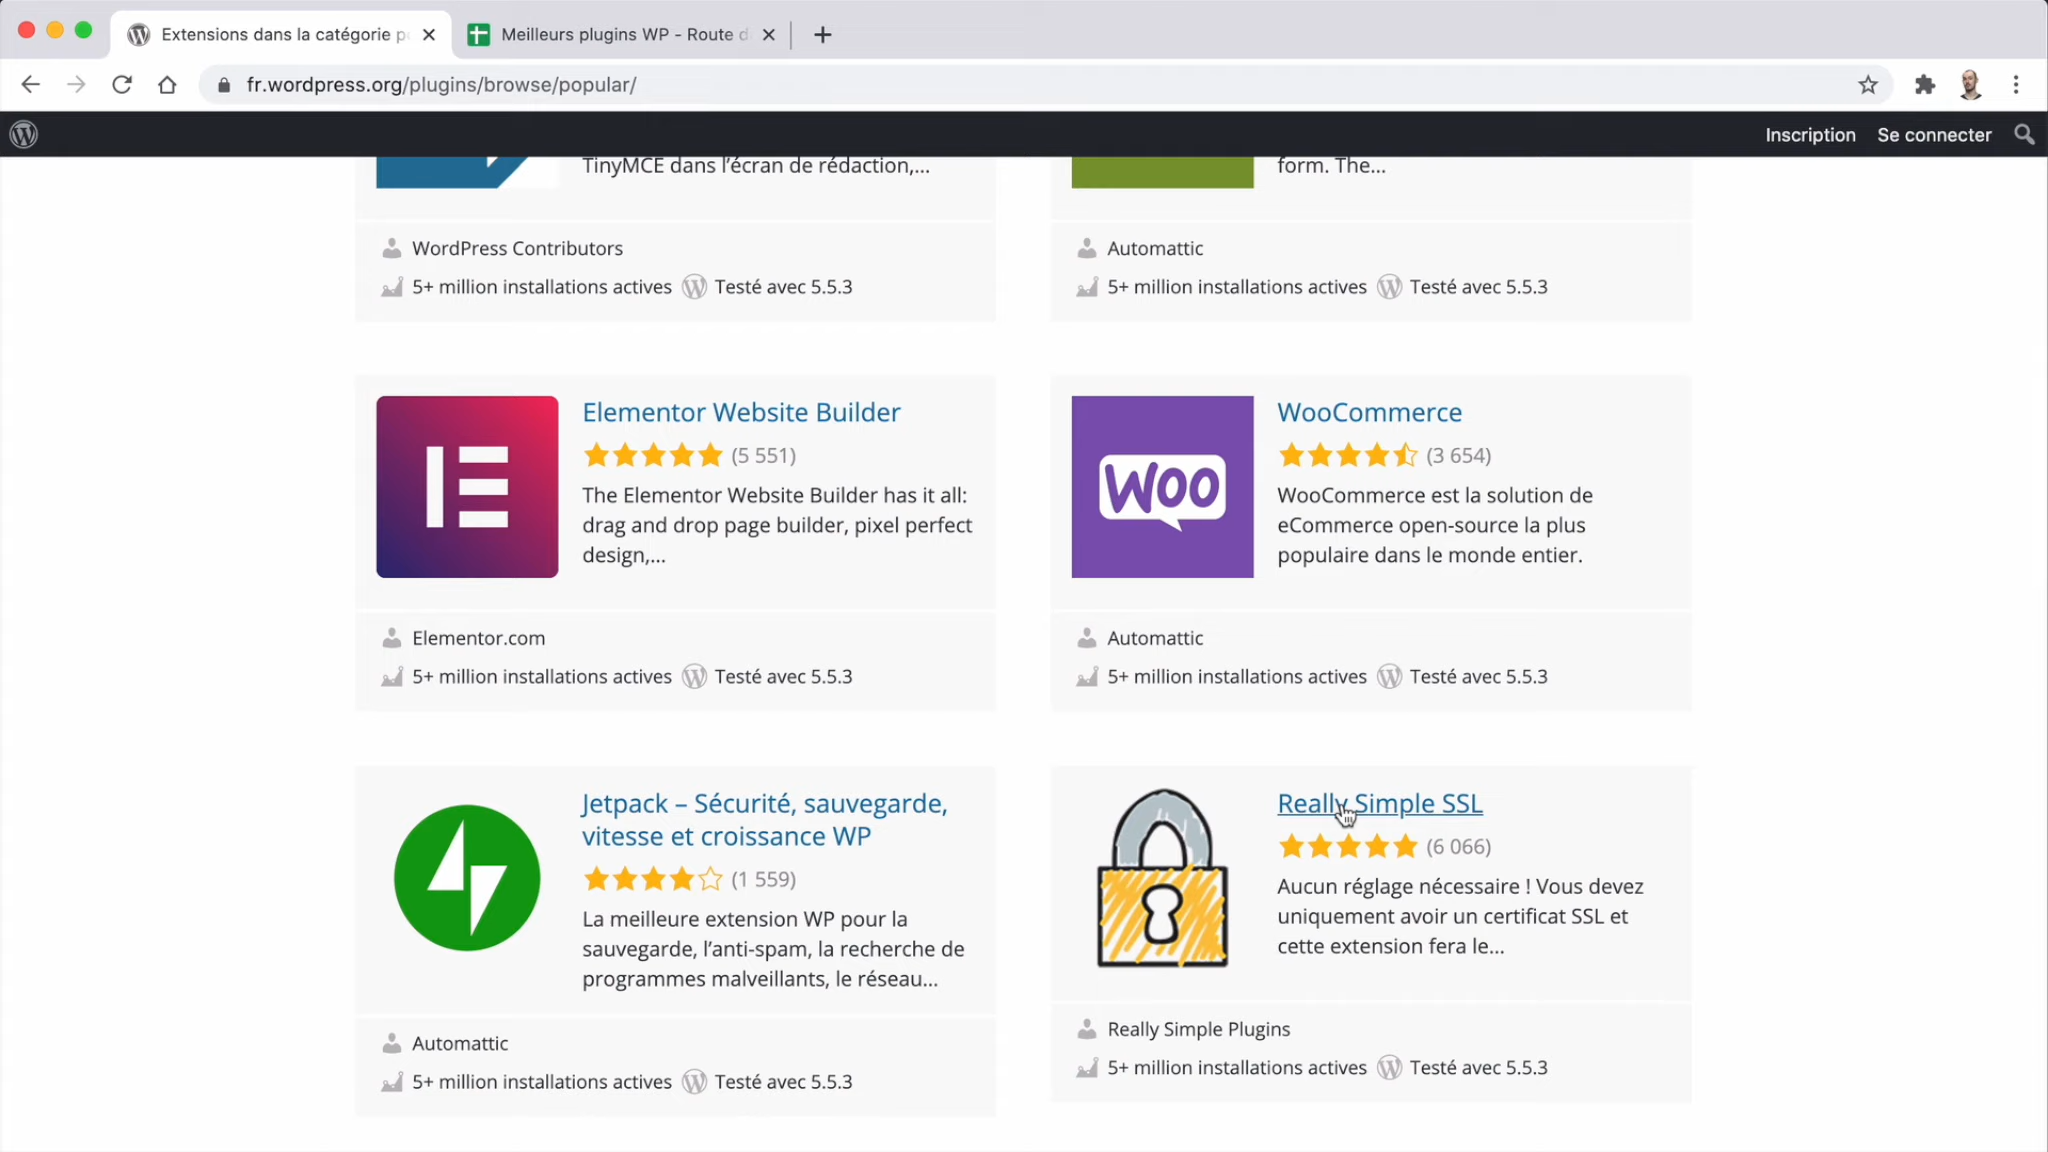 Extensions dans la catégorie p
Meilleurs plugins WP - Route d
fr.wordpress.org/plugins/browse/popular/
Inscription
Se connecter
TinyMCE dans l’écran de rédaction,...
WordPress Contributors
5+ million installations actives
Testé avec 5.5.3
form. The...
Automattic
5+ million installations actives
Testé avec 5.5.3
Elementor Website Builder
(5 551)
The Elementor Website Builder has it all:
drag and drop page builder, pixel perfect
design,...
Elementor.com
5+ million installations actives
Testé avec 5.5.3
WOO
WooCommerce
(3 654)
WooCommerce est la solution de
eCommerce open-source la plus
populaire dans le monde entier.
Automattic
5+ million installations actives
Testé avec 5.5.3
Jetpack – Sécurité, sauvegarde,
vitesse et croissance WP
(1 559)
La meilleure extension WP pour la
sauvegarde, l’anti-spam, la recherche de
programmes malveillants, le réseau...
Automattic
5+ million installations actives
Testé avec 5.5.3
Really Simple SSL
(6 066)
Aucun réglage nécessaire ! Vous devez
uniquement avoir un certificat SSL et
cette extension fera le...
Really Simple Plugins
5+ million installations actives
Testé avec 5.5.3